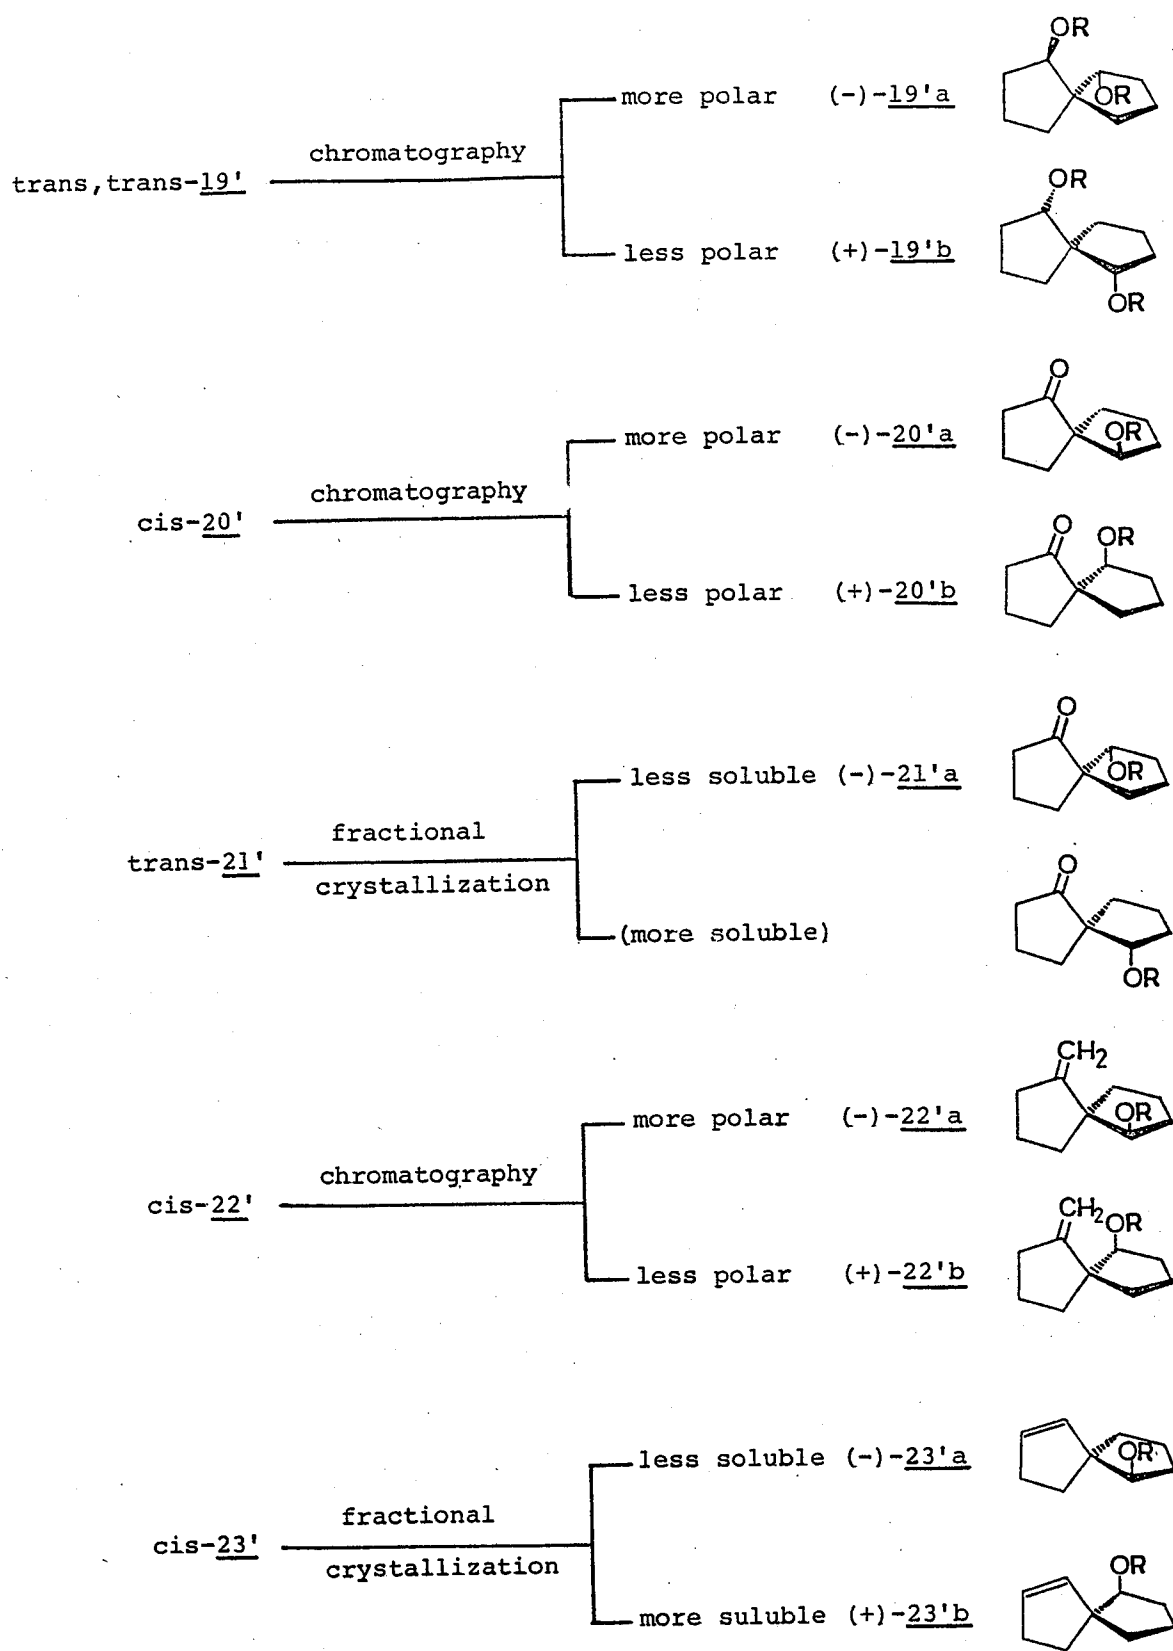 OR
more polar (-)-19'a
OR
chromatography
trans,trans-19'
OR
less polar (+)-19'b
OR
O
more polar (-)-20'a
OR
chromatography
cis-20'
O
OR
less polar (+)-20'b
O
less soluble (-)-21'a
OR
fractional
trans-21'
crystallization
O
(more soluble)
OR
CH2
more polar (-)-22'a
OR
chromatography
cis-22'
CH2
OR
less polar (+)-22'b
less soluble (-)-23'a
OR
fractional
cis-23'
crystallization
OR
more suluble (+)-23'b